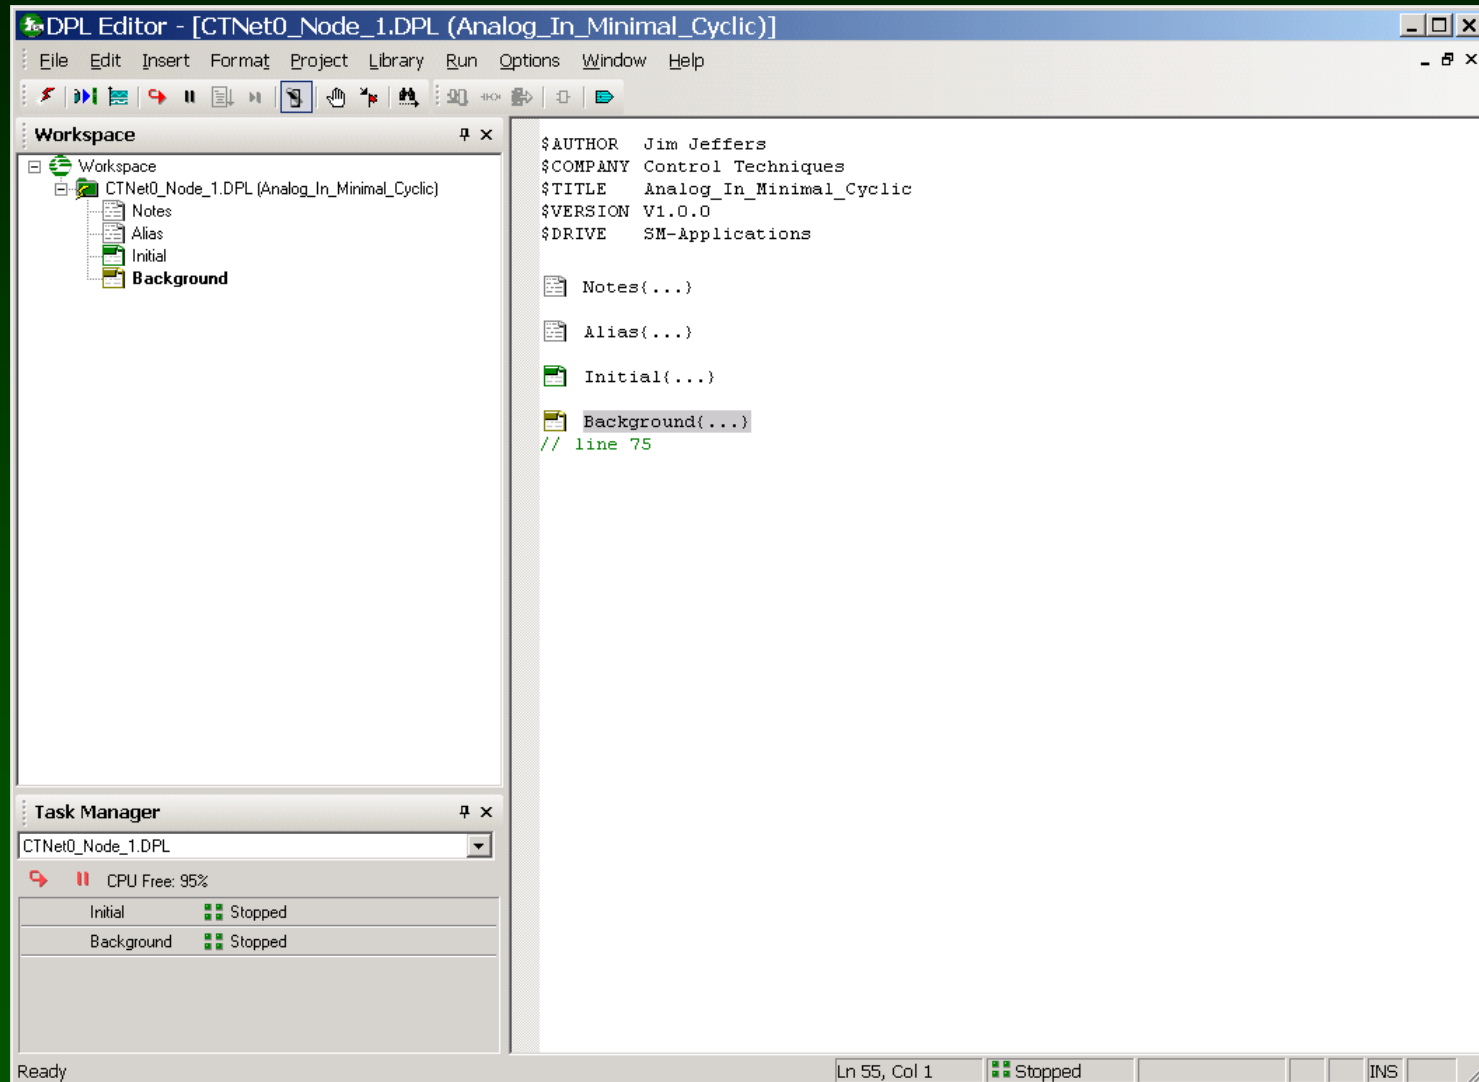 DPL Editor - [CTNet0_Node_1.DPL (Analog_In_Minimal_Cyclic)]
File Edit Insert Format Project Library Run Options Window Help
Workspace
Workspace
CTNet0_Node_1.DPL (Analog_In_Minimal_Cyclic)
Notes
Alias
Initial
Background
$AUTHOR Jim Jeffers
$COMPANY Control Techniques
$TITLE Analog_In_Minimal_Cyclic
$VERSION V1.0.0
$DRIVE SM-Applications
Notes{...}
Alias{...}
Initial{...}
Background{...}
// line 75
Task Manager
CTNet0_Node_1.DPL
CPU Free: 95%
Initial Stopped
Background Stopped
Ready Ln 55, Col 1 Stopped INS